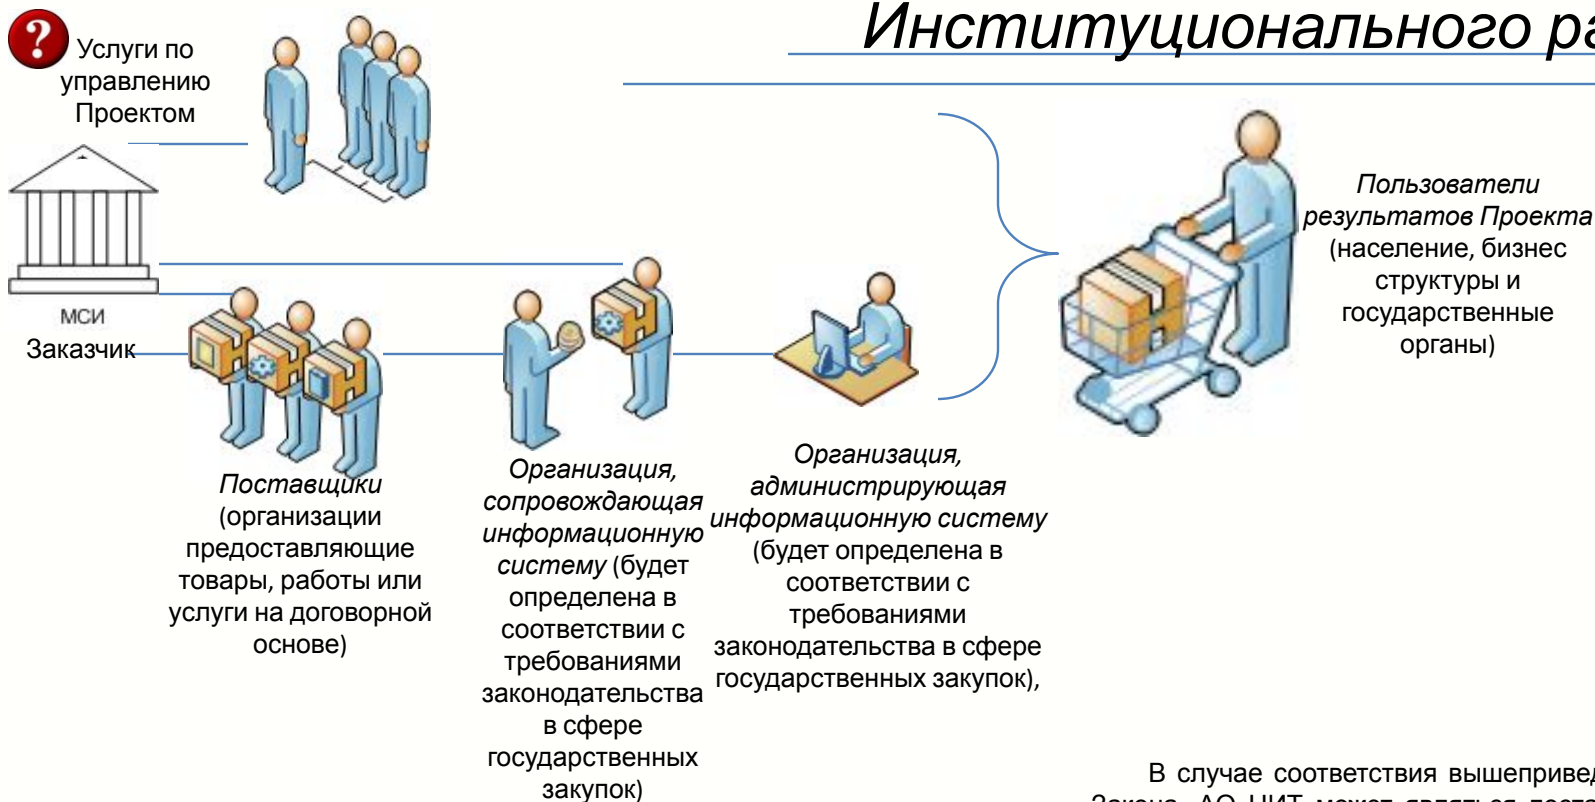 Институционального ра
?
Услуги по
управлению
Проектом
МСИ
Заказчик
Поставщики
(организации
предоставляющие
товары, работы или
услуги на договорной
основе)
Организация,
сопровождающая
информационную
систему (будет
определена в
соответствии с
требованиями
законодательства
в сфере
государственных
закупок)
Организация,
администрирующая
информационную систему
(будет определена в
соответствии с
требованиями
законодательства в сфере
государственных закупок),
Пользователи
результатов Проекта
(население, бизнес
структуры и
государственные
органы)
В случае соответствия вышепривед